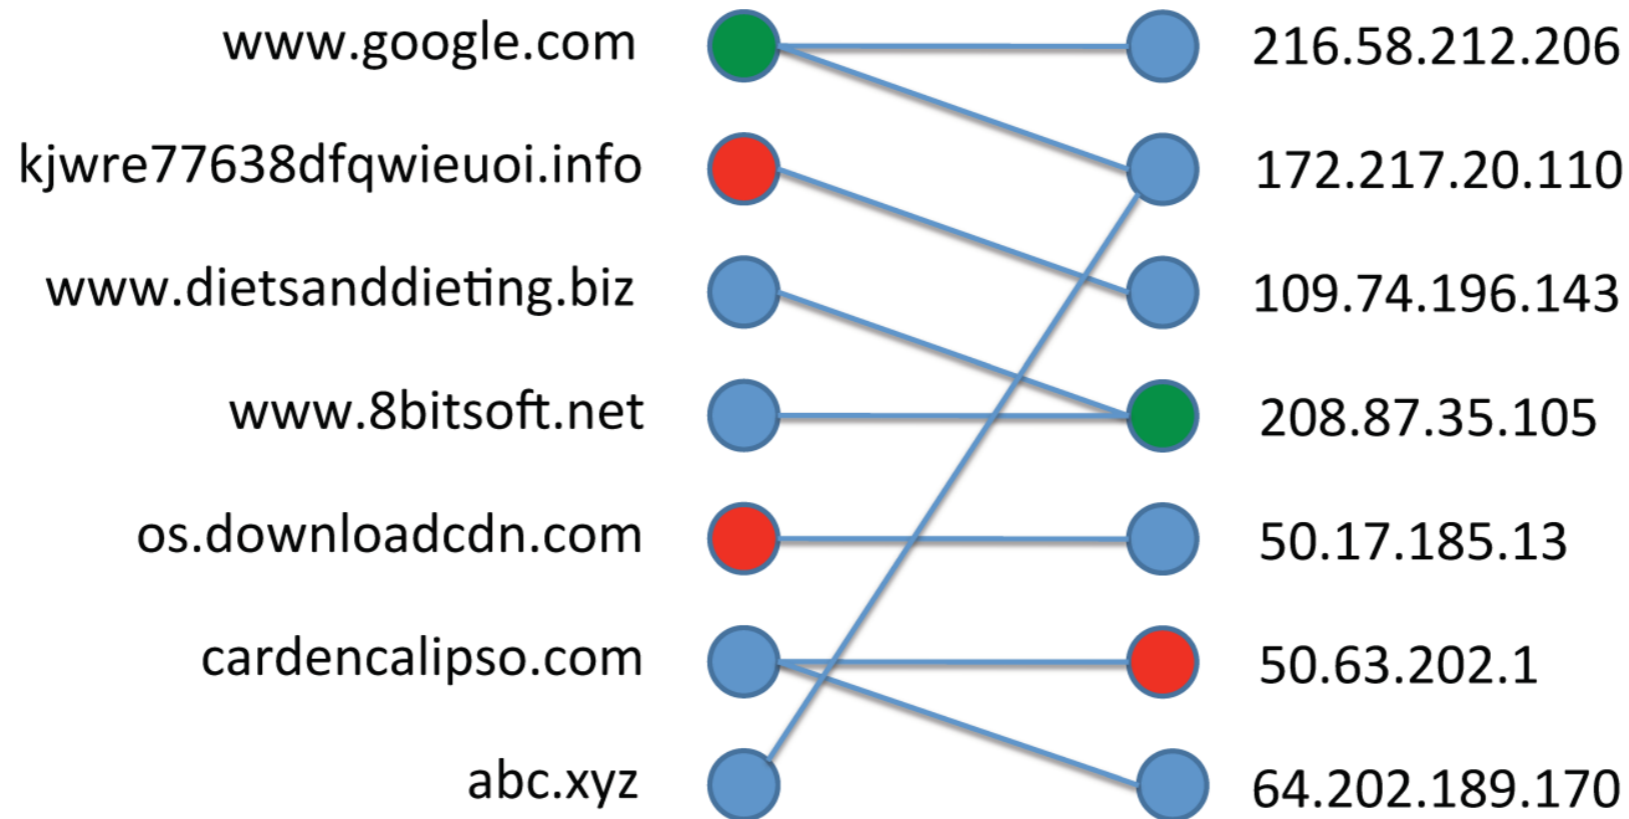 www.google.com 216.58.212.206
kjwre77638dfqwieuoi.info 172.217.20.110
www.dietsanddieting.biz 109.74.196.143
www.8bitsoft.net 208.87.35.105
os.downloadcdn.com 50.17.185.13
cardencalipso.com 50.63.202.1
abc.xyz 64.202.189.170